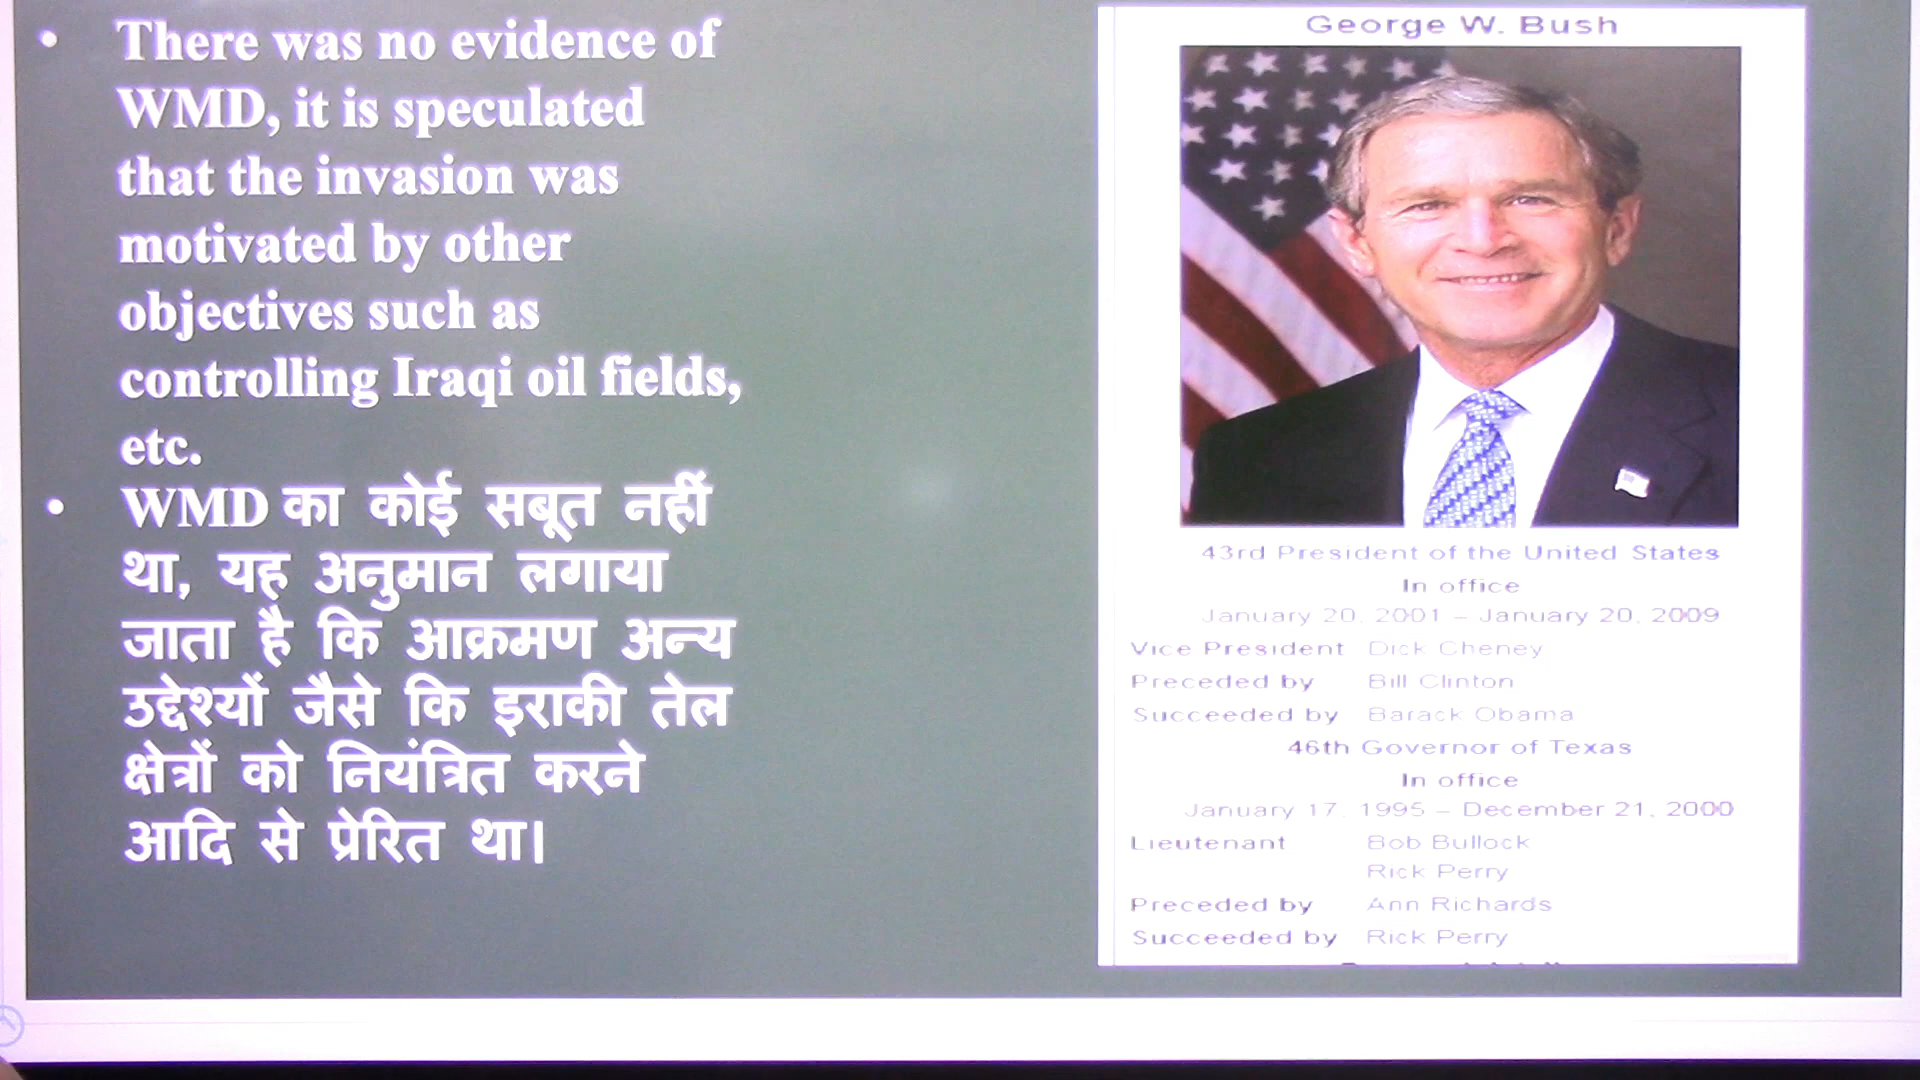 • There was no evidence of
WMD, it is speculated
that the invasion was
motivated by other
objectives such as
controlling Iraqi oil fields,
etc.
• WMD का कोई सबूत नहीं
था, यह अनुमान लगाया
जाता है कि आक्रमण अन्य
उद्देश्यों जैसे कि इराकी तेल
क्षेत्रों को नियंत्रित करने
आदि से प्रेरित था।
George W. Bush
43rd President of the United States
In office
January 20, 2001 – January 20, 2009
Vice President Dick Cheney
Preceded by Bill Clinton
Succeeded by Barack Obama
46th Governor of Texas
In office
January 17, 1995 – December 21, 2000
Lieutenant Bob Bullock
Rick Perry
Preceded by Ann Richards
Succeeded by Rick Perry